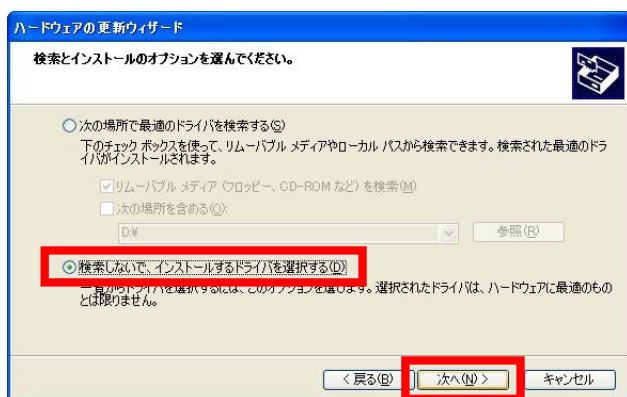 ハードウェアの更新ウィザード
検索とインストールのオプションを選んでください。
次の場所で最適のドライバを検索する(S)
下のチェック ボックスを使って、リムーバブル メディアやローカル パスから検索できます。検索された最適のドラ
イバがインストールされます。
リムーバブル メディア (フロッピー、CD-ROM など) を検索(M)
次の場所を含める(O):
D:¥
参照(R)
検索しないで、インストールするドライバを選択する(D)
一覧からドライバを選択するには、このオプションを選びます。選択されたドライバは、ハードウェアに最適のもの
とは限りません。
< 戻る(B)
次へ(N) >
キャンセル